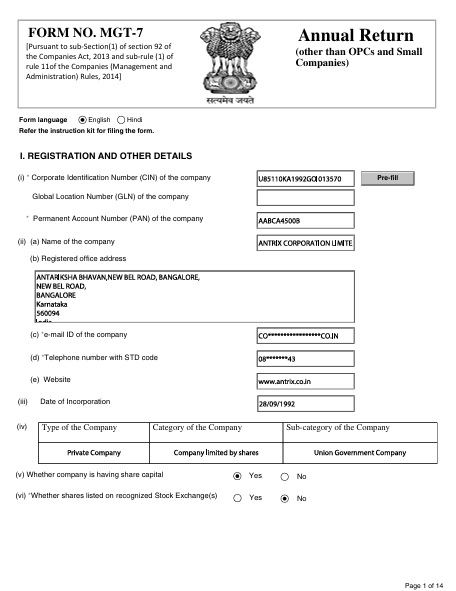 FORM NO. MGT-7
[Pursuant to sub-Section(1) of section 92 of
the Companies Act, 2013 and sub-rule (1) of
rule 11of the Companies (Management and
Administration) Rules, 2014]
सत्यमेव जयते
Annual Return
(other than OPCs and Small
Companies)
Form language English Hindi
Refer the instruction kit for filing the form.
I. REGISTRATION AND OTHER DETAILS
(i) * Corporate Identification Number (CIN) of the company U85110KA1992GOI013570 Pre-fill
Global Location Number (GLN) of the company
* Permanent Account Number (PAN) of the company AABCA4500B
(ii) (a) Name of the company ANTRIX CORPORATION LIMITE
(b) Registered office address
ANTARIKSHA BHAVAN,NEW BEL ROAD, BANGALORE,
NEW BEL ROAD,
BANGALORE
Karnataka
560094
India
(c) *e-mail ID of the company CO*****************CO.IN
(d) *Telephone number with STD code 08*******43
(e) Website www.antrix.co.in
(iii) Date of Incorporation 28/09/1992
(iv) Type of the Company Category of the Company Sub-category of the Company
Private Company Company limited by shares Union Government Company
(v) Whether company is having share capital Yes No
(vi) *Whether shares listed on recognized Stock Exchange(s) Yes No
Page 1 of 14